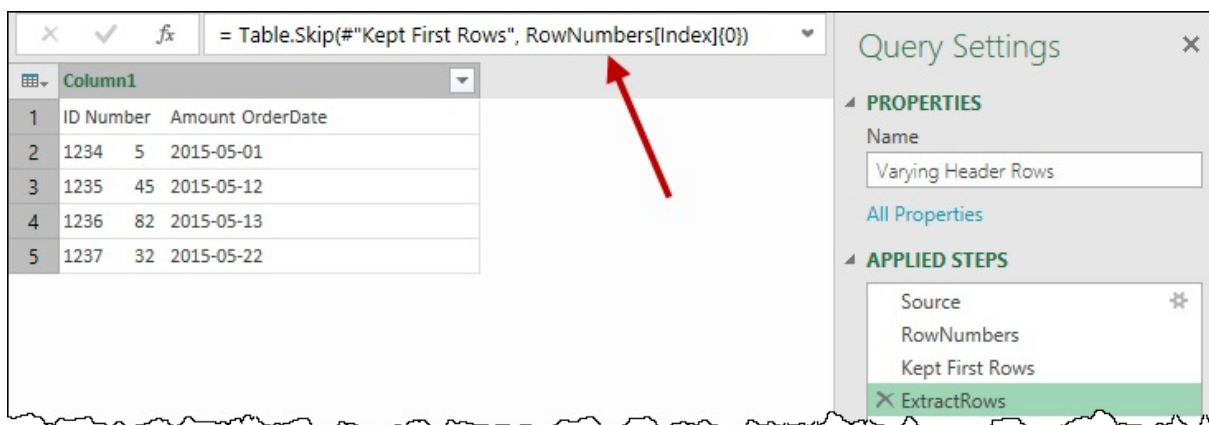 fx = Table.Skip(#"Kept First Rows", RowNumbers[Index]{0})
Column1
1 ID Number Amount OrderDate
2 1234 5 2015-05-01
3 1235 45 2015-05-12
4 1236 82 2015-05-13
5 1237 32 2015-05-22
Query Settings
PROPERTIES
Name
Varying Header Rows
All Properties
APPLIED STEPS
Source
RowNumbers
Kept First Rows
ExtractRows